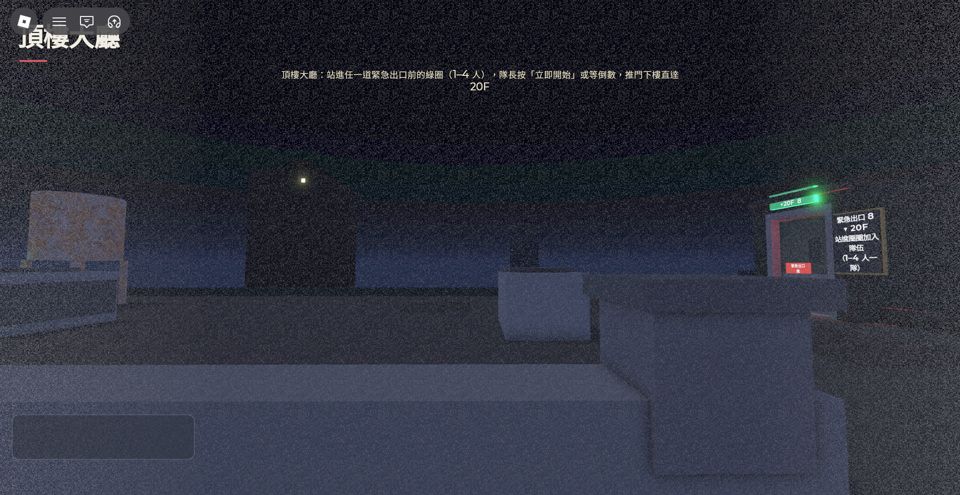 頂樓大廳
頂樓大廳：站進任一道緊急出口前的綠圈（1–4 人），隊長按「立即開始」或等倒數，推門下樓直達
20F
▼20F 8
緊急出口 8
▼ 20F
站進圈圈加入
隊伍
（1–4 人一
隊）